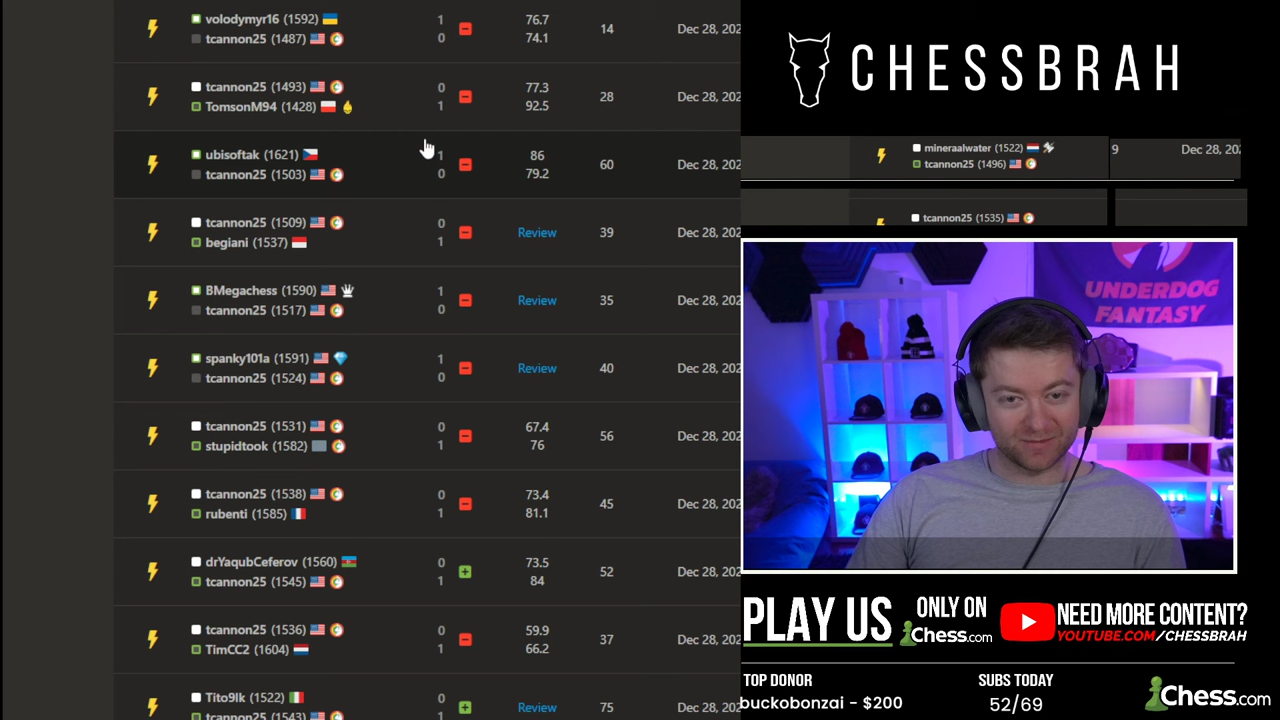 volodymyr16 (1592) 1 76.7 14 Dec 28, 202
tcannon25 (1487) 0 74.1
tcannon25 (1493) 0 77.3 28 Dec 28, 202
TomsonM94 (1428) 1 92.5
ubisoftak (1621) 1 86 60 Dec 28, 202
tcannon25 (1503) 0 79.2
tcannon25 (1509) 0 Review 39 Dec 28, 202
begiani (1537) 1
BMegachess (1590) 1 Review 35 Dec 28, 202
tcannon25 (1517) 0
spanky101a (1591) 1 Review 40 Dec 28, 202
tcannon25 (1524) 0
tcannon25 (1531) 0 67.4 56 Dec 28, 202
stupidtook (1582) 1 76
tcannon25 (1538) 0 73.4 45 Dec 28, 202
rubenti (1585) 1 81.1
drYaqubCeferov (1560) 0 73.5 52 Dec 28, 202
tcannon25 (1545) 1 84
tcannon25 (1536) 0 59.9 37 Dec 28, 202
TimCC2 (1604) 1 66.2
Tito9lk (1522) 0 Review 75 Dec 28, 202
tcannon25 (1543) 1
CHESSBRAH
mineraalwater (1522) 9 Dec 28, 202
tcannon25 (1496)
tcannon25 (1535)
UNDERDOG
FANTASY
PLAY US
ONLY ON
Chess.com
NEED MORE CONTENT?
YOUTUBE.COM/CHESSBRAH
TOP DONOR
buckobonzai - $200
SUBS TODAY
52/69
Chess.com